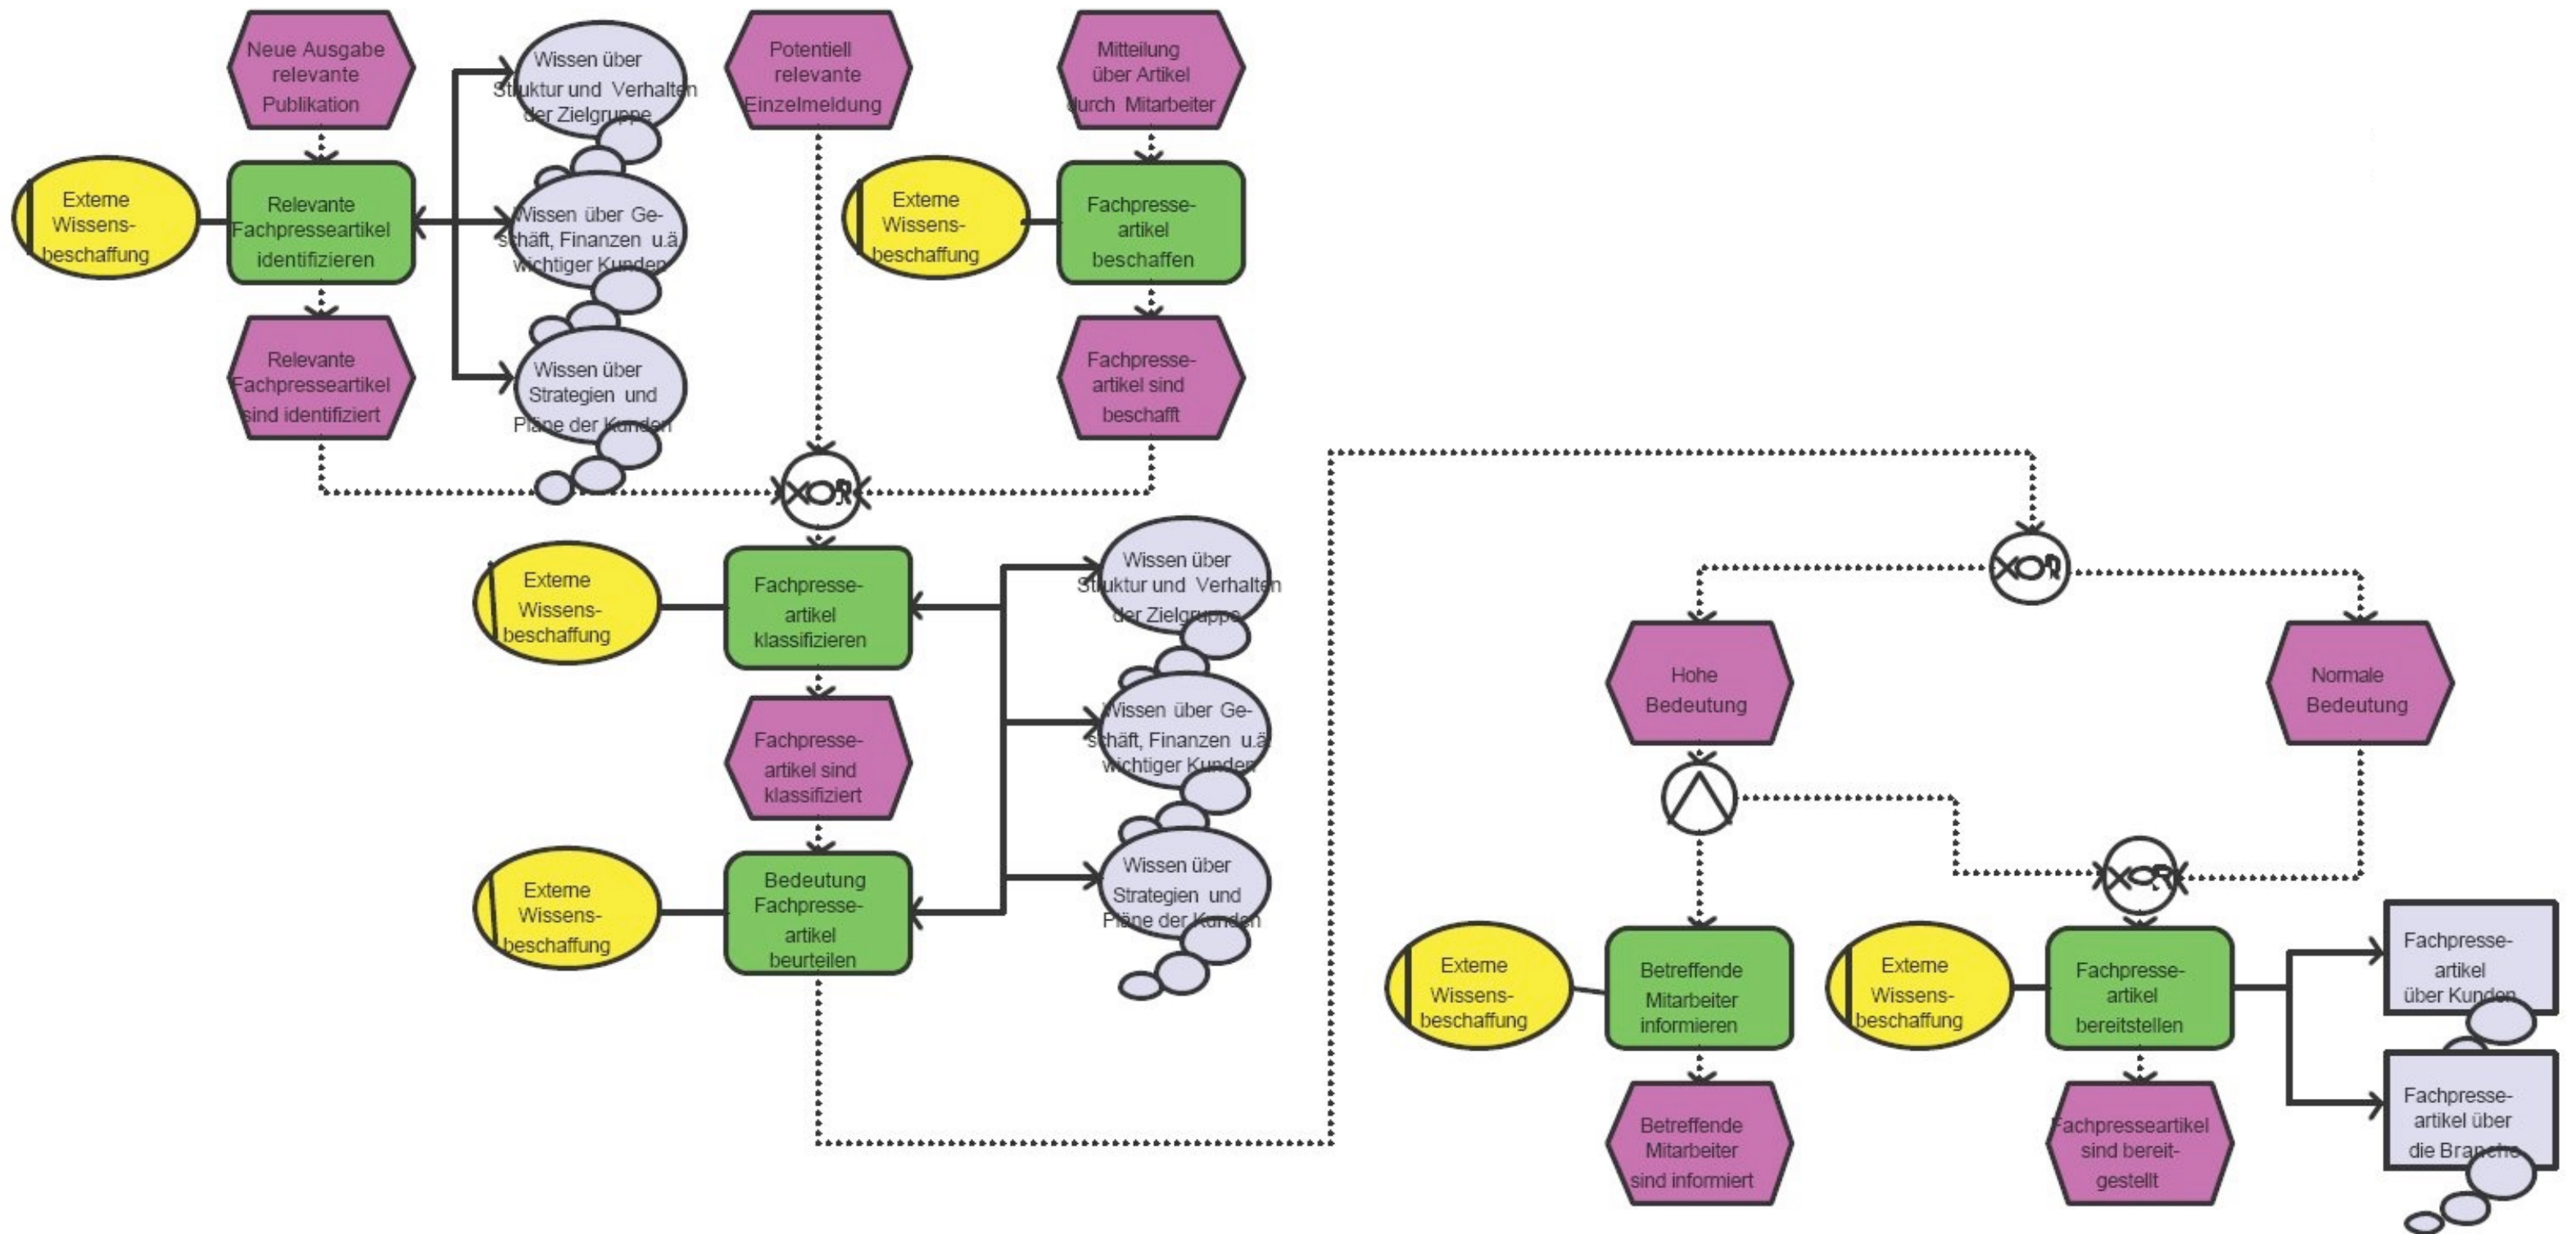 Neue Ausgabe
relevante
Publikation
Wissen über
Struktur und Verhalten
der Zielgruppe
Potentiell
relevante
Einzelmeldung
Mitteilung
über Artikel
durch Mitarbeiter
Externe
Wissens-
beschaffung
Relevante
Fachpresseartikel
identifizieren
Wissen über Ge-
schäft, Finanzen u.ä.
wichtiger Kunden
Externe
Wissens-
beschaffung
Fachpresse-
artikel
beschaffen
Relevante
Fachpresseartikel
sind identifiziert
Wissen über
Strategien und
Pläne der Kunden
Fachpresse-
artikel sind
beschafft
XOR
Externe
Wissens-
beschaffung
Fachpresse-
artikel
klassifizieren
Wissen über
Struktur und Verhalten
der Zielgruppe
XOR
Fachpresse-
artikel sind
klassifiziert
Wissen über Ge-
schäft, Finanzen u.ä.
wichtiger Kunden
Hohe
Bedeutung
Normale
Bedeutung
Externe
Wissens-
beschaffung
Bedeutung
Fachpresse-
artikel
beurteilen
Wissen über
Strategien und
Pläne der Kunden
XOR
Externe
Wissens-
beschaffung
Betreffende
Mitarbeiter
informieren
Externe
Wissens-
beschaffung
Fachpresse-
artikel
bereitstellen
Fachpresse-
artikel
über Kunden
Betreffende
Mitarbeiter
sind informiert
Fachpresseartikel
sind bereit-
gestellt
Fachpresse-
artikel über
die Branche